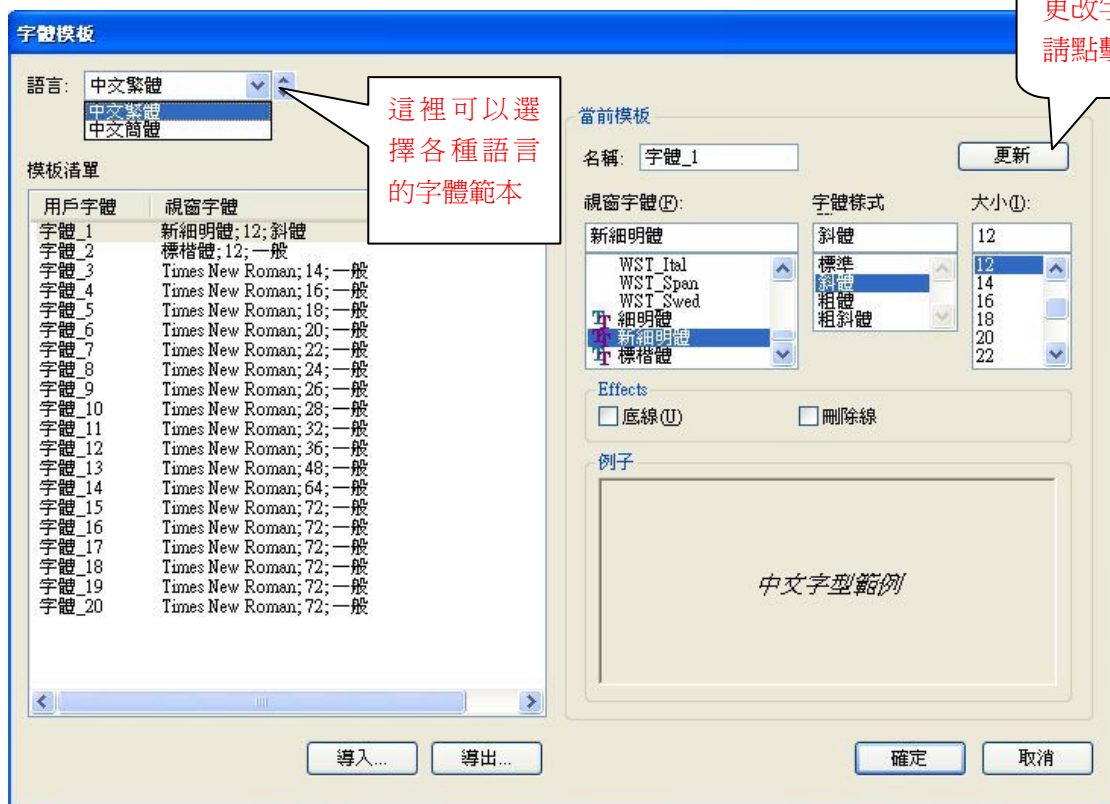 更改字
請點擊
字體模板
語言: 中文繁體
中文繁體
中文簡體
這裡可以選
擇各種語言
的字體範本
模板清單
用戶字體 視窗字體
字體_1 新細明體; 12; 斜體
字體_2 標楷體; 12; 一般
字體_3 Times New Roman; 14; 一般
字體_4 Times New Roman; 16; 一般
字體_5 Times New Roman; 18; 一般
字體_6 Times New Roman; 20; 一般
字體_7 Times New Roman; 22; 一般
字體_8 Times New Roman; 24; 一般
字體_9 Times New Roman; 26; 一般
字體_10 Times New Roman; 28; 一般
字體_11 Times New Roman; 32; 一般
字體_12 Times New Roman; 36; 一般
字體_13 Times New Roman; 48; 一般
字體_14 Times New Roman; 64; 一般
字體_15 Times New Roman; 72; 一般
字體_16 Times New Roman; 72; 一般
字體_17 Times New Roman; 72; 一般
字體_18 Times New Roman; 72; 一般
字體_19 Times New Roman; 72; 一般
字體_20 Times New Roman; 72; 一般
導入... 導出...
當前模板
名稱: 字體_1 更新
視窗字體(F): 字體樣式 大小(I):
新細明體 斜體 12
WST_Ital 標準 12
WST_Span 斜體 14
WST_Swed 粗體 16
細明體 粗斜體 18
新細明體 20
標楷體 22
Effects
底線(U) 刪除線
例子
中文字型範例
確定 取消